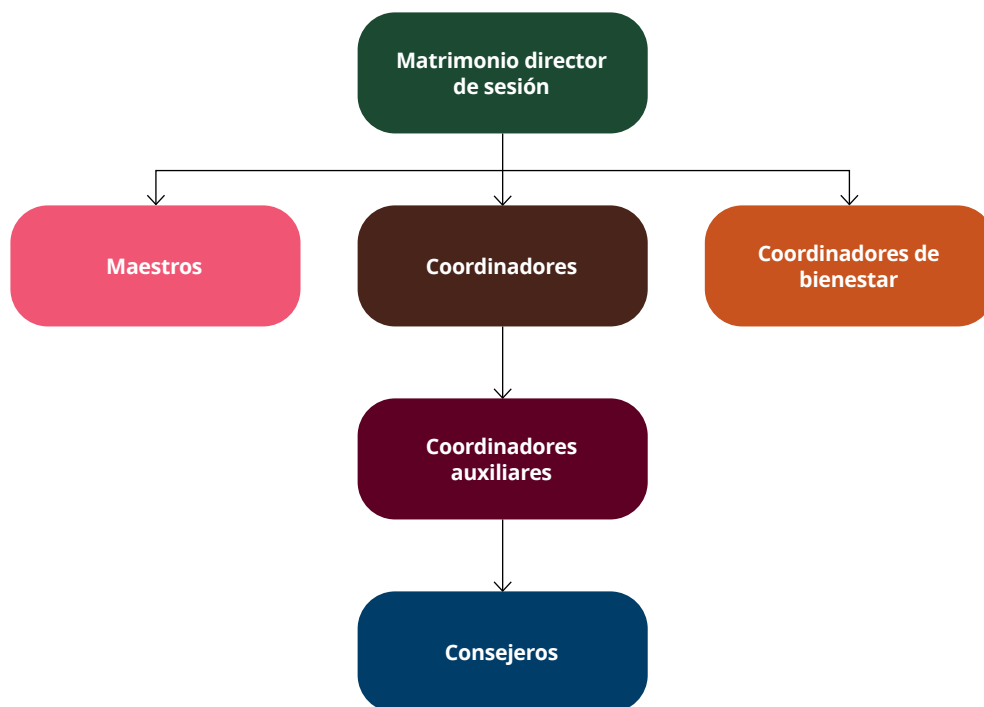 Matrimonio director
de sesión
Maestros
Coordinadores
Coordinadores de
bienestar
Coordinadores
auxiliares
Consejeros